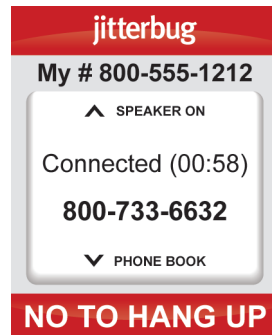 jitterbug
My # 800-555-1212
SPEAKER ON
Connected (00:58)
800-733-6632
PHONE BOOK
NO TO HANG UP